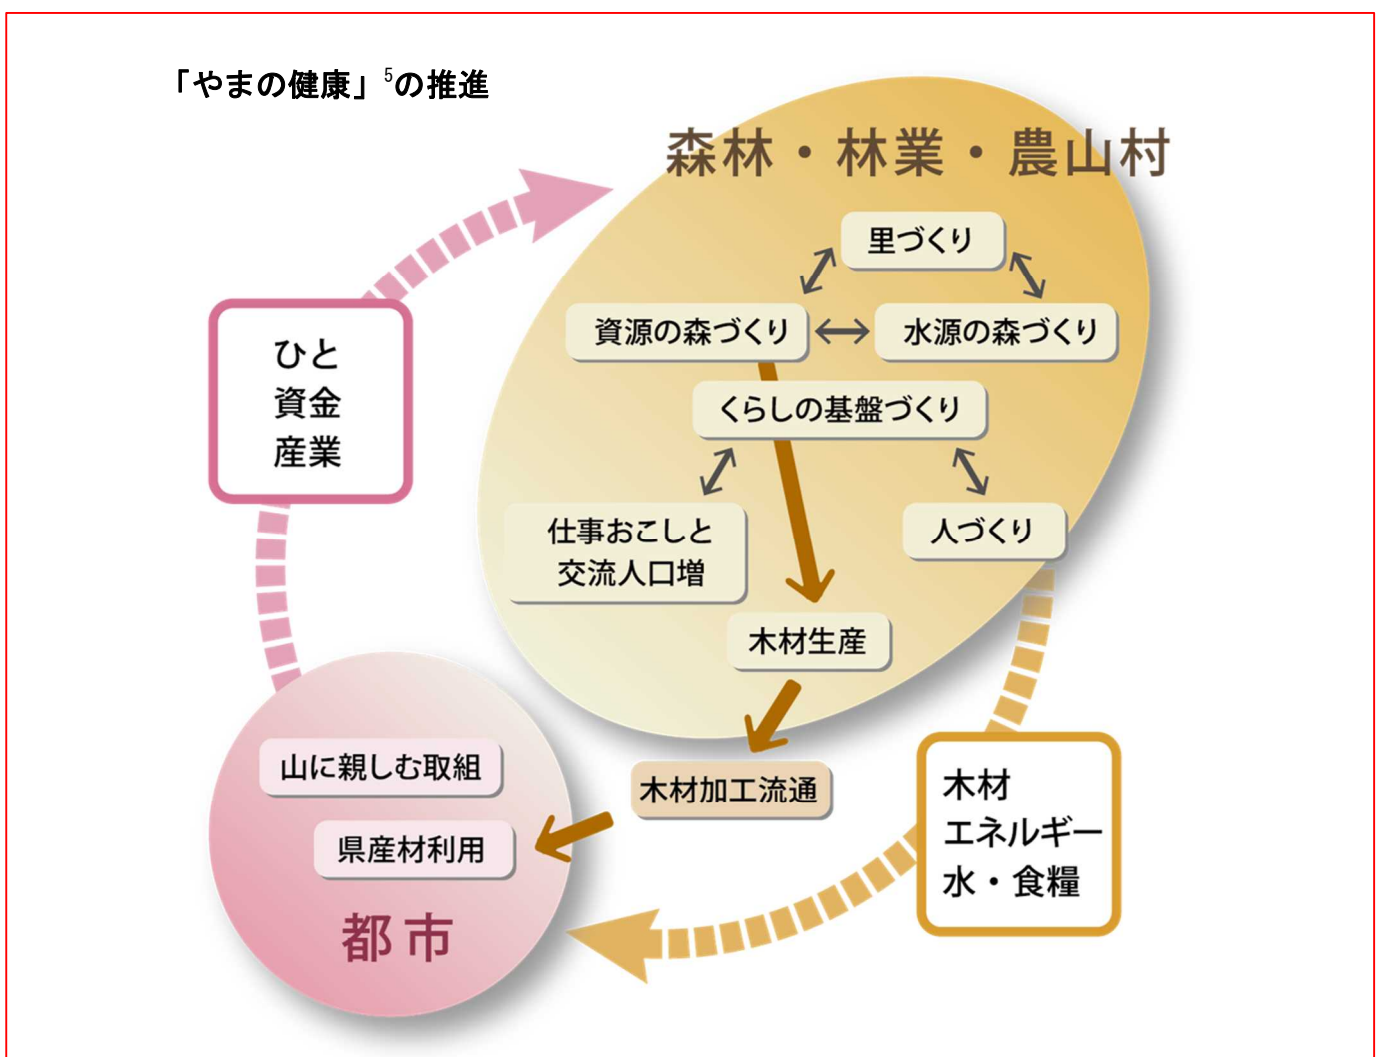 「やまの健康」5の推進
森林・林業・農山村
里づくり
資源の森づくり
水源の森づくり
くらしの基盤づくり
仕事おこしと
交流人口増
人づくり
木材生産
ひと
資金
産業
木材加工流通
木材
エネルギー
水・食糧
山に親しむ取組
県産材利用
都市